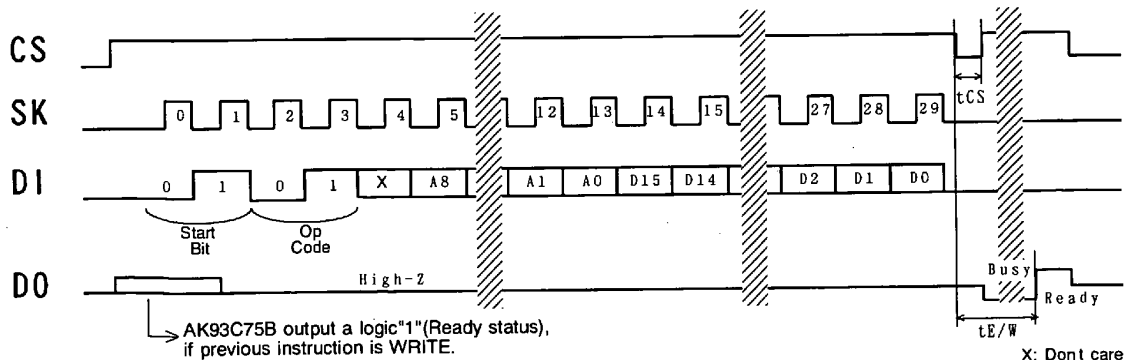 CS
tCS
SK 0 1 2 3 4 5 12 13 14 15 27 28 29
DI 0 1 0 1 X A8 A1 A0 D15 D14 D2 D1 D0
Start
Bit
Op
Code
DO High-Z Busy
Ready
tE/W
AK93C75B output a logic"1"(Ready status),
if previous instruction is WRITE.
X: Dont care